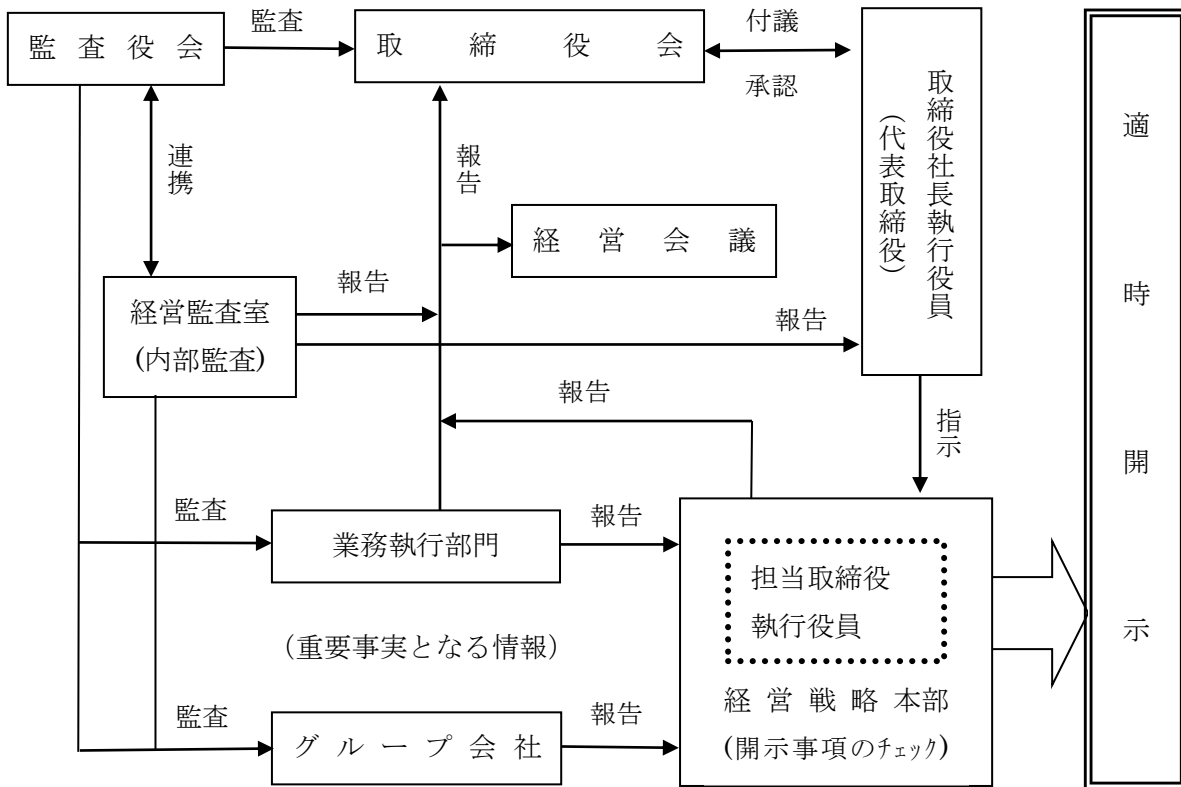 監査役会
監査
取締役会
付議
承認
連携
報告
取締役社長執行役員
(代表取締役)
適時開示
経営会議
報告
経営監査室
(内部監査)
報告
報告
指示
監査
業務執行部門
報告
担当取締役
執行役員
(重要事実となる情報)
経営戦略本部
(開示事項のチェック)
監査
グループ会社
報告